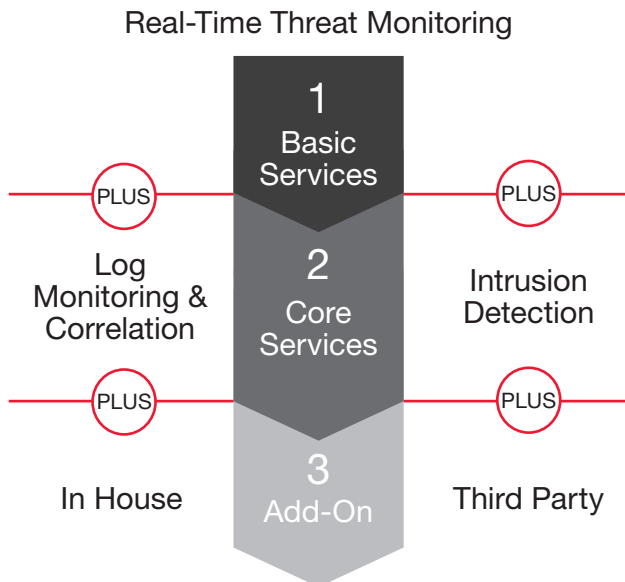 Real-Time Threat Monitoring
1
Basic
Services
PLUS
PLUS
Log
Monitoring &
Correlation
2
Core
Services
Intrusion
Detection
PLUS
PLUS
In House
3
Add-On
Third Party